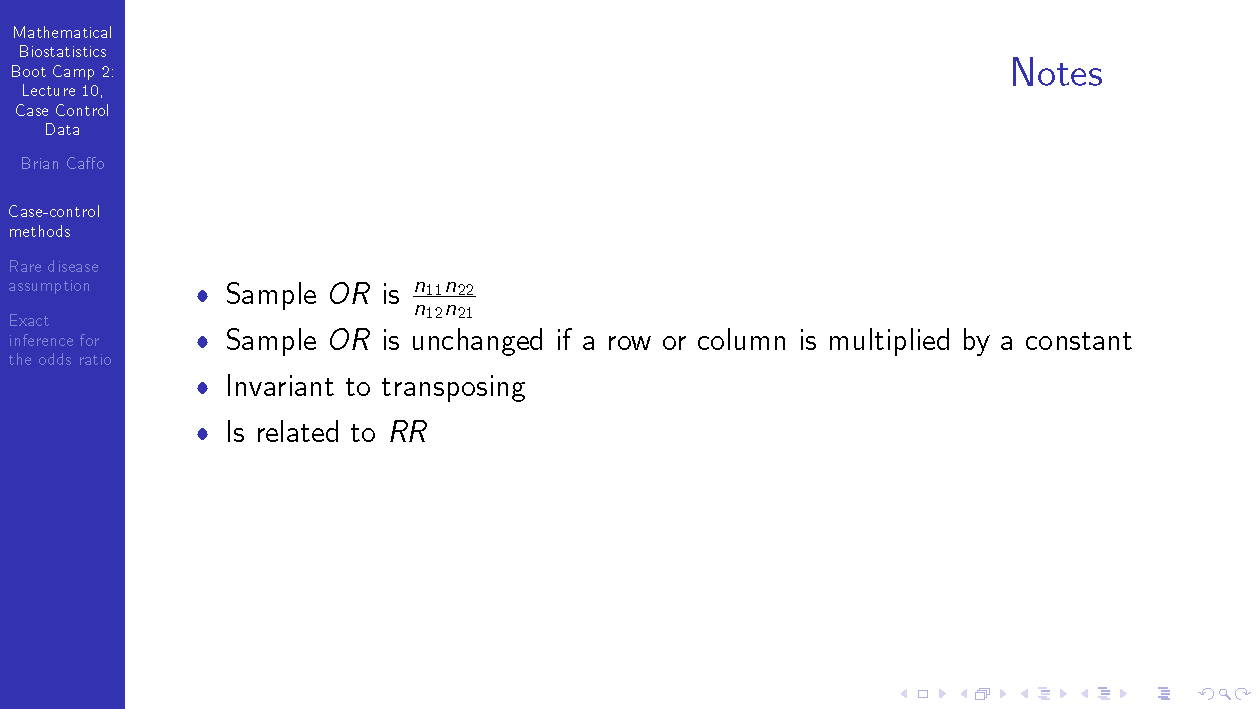 Mathematical
Biostatistics
Boot Camp 2:
Lecture 10,
Case Control
Data
Brian Caffo
Case-control
methods
Rare disease
assumption
Exact
inference for
the odds ratio
Notes
• Sample OR is \frac{n_{11}n_{22}}{n_{12}n_{21}}
• Sample OR is unchanged if a row or column is multiplied by a constant
• Invariant to transposing
• Is related to RR